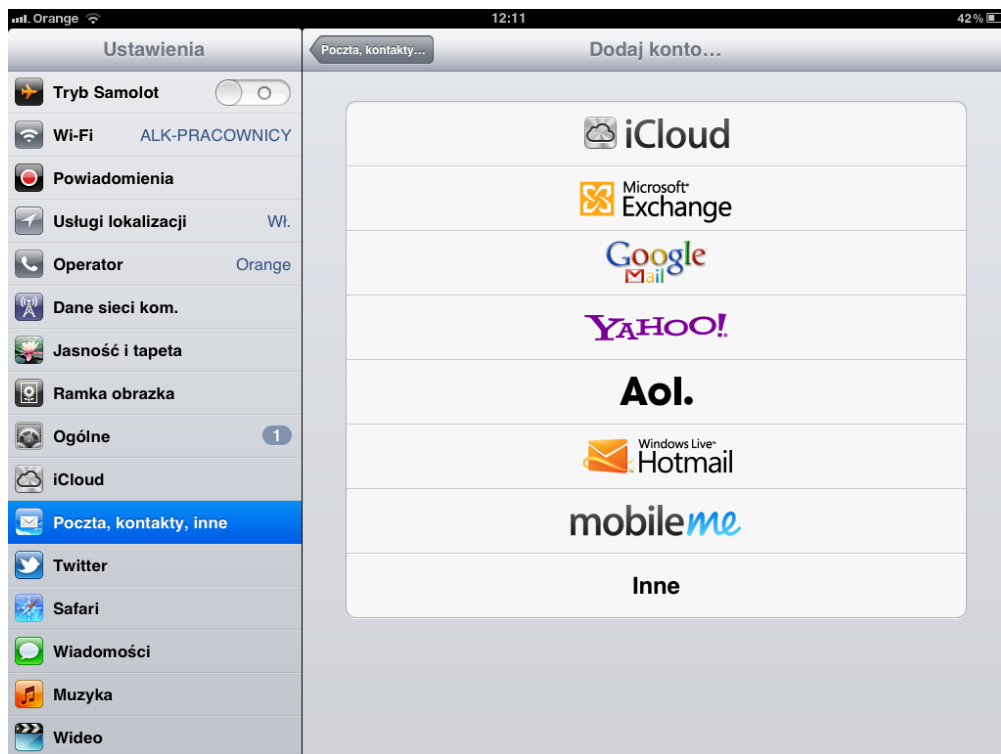 Orange
12:11
42%
Ustawienia
Tryb Samolot
Wi-Fi ALK-PRACOWNICY
Powiadomienia
Usługi lokalizacji Wł.
Operator Orange
Dane sieci kom.
Jasność i tapeta
Ramka obrazka
Ogólne 1
iCloud
Poczta, kontakty, inne
Twitter
Safari
Wiadomości
Muzyka
Wideo
Poczta, kontakty...
Dodaj konto...
iCloud
Microsoft
Exchange
Google
Mail
YAHOO!
Aol.
Windows Live
Hotmail
mobileme
Inne